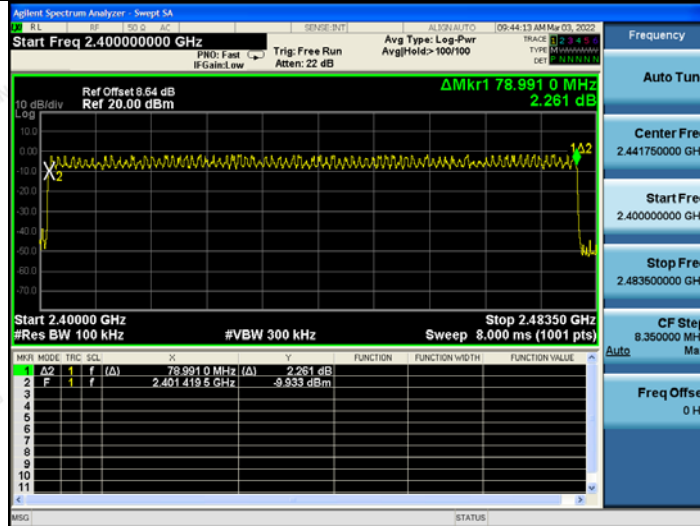 Agilent Spectrum Analyzer - Swept SA
RL RF 50 Ω AC SENSE:INT ALIGNAUTO 09:44:13 AM Mar 03, 2022
Start Freq 2.400000000 GHz
PNO: Fast
IFGain:Low
Trig: Free Run
Atten: 22 dB
Avg Type: Log-Pwr
Avg|Hold:> 100/100
TRACE 1 2 3 4 5 6
TYPE M
DET P N N N N N
Ref Offset 8.64 dB
Ref 20.00 dBm
ΔMkr1 78.991 0 MHz
2.261 dB
10 dB/div
Log
10.0
0.00
-10.0
-20.0
-30.0
-40.0
-50.0
-60.0
-70.0
2
1Δ2
Start 2.40000 GHz
Stop 2.48350 GHz
#Res BW 100 kHz
#VBW 300 kHz
Sweep 8.000 ms (1001 pts)
MKR MODE TRC SCL X Y FUNCTION FUNCTION WIDTH FUNCTION VALUE
1 Δ2 1 f (Δ) 78.991 0 MHz (Δ) 2.261 dB
2 F 1 f 2.401 419 5 GHz -9.933 dBm
3
4
5
6
7
8
9
10
11
MSG
STATUS
Frequency
Auto Tun
Center Fre
2.441750000 GH
Start Fre
2.400000000 GH
Stop Fre
2.483500000 GH
CF Step
8.350000 MH
Auto Ma
Freq Offse
0 H